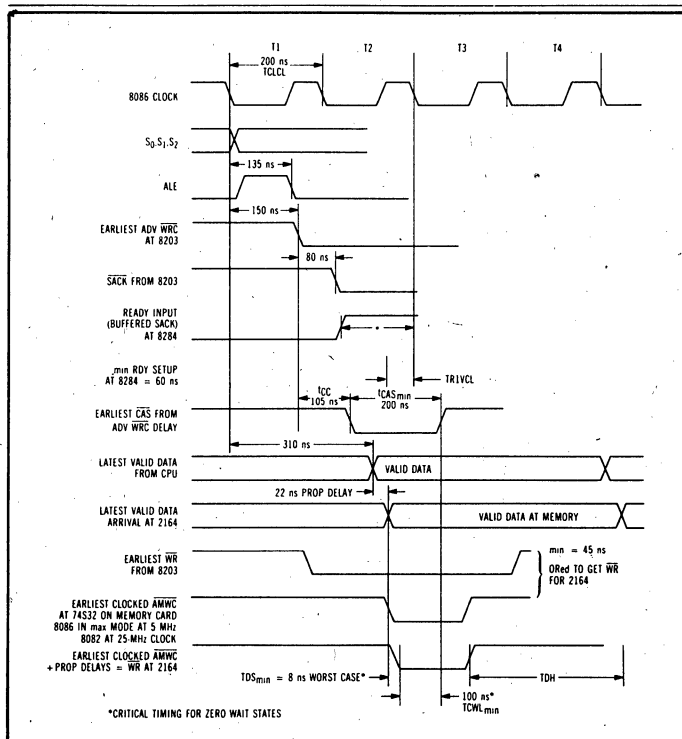 T1 T2 T3 T4
200 ns
TCLCL
8086 CLOCK
S0.S1.S2
135 ns
ALE
150 ns
EARLIEST ADV WRC
AT 8203
80 ns
SACK FROM 8203
READY INPUT
(BUFFERED SACK)
AT 8284
*
min RDY SETUP
AT 8284 = 60 ns
TR1VCL
tCC
105 ns
tCASmin
200 ns
EARLIEST CAS FROM
ADV WRC DELAY
310 ns
LATEST VALID DATA
FROM CPU
VALID DATA
22 ns PROP DELAY
LATEST VALID DATA
ARRIVAL AT 2164
VALID DATA AT MEMORY
EARLIEST WR
FROM 8203
min = 45 ns
ORed TO GET WR
FOR 2164
EARLIEST CLOCKED AMWC
AT 74S32 ON MEMORY CARD
8086 IN max MODE AT 5 MHz
8082 AT 25-MHz CLOCK
EARLIEST CLOCKED AMWC
+ PROP DELAYS = WR AT 2164
TDSmin = 8 ns WORST CASE*
TDH
100 ns*
TCWLmin
*CRITICAL TIMING FOR ZERO WAIT STATES